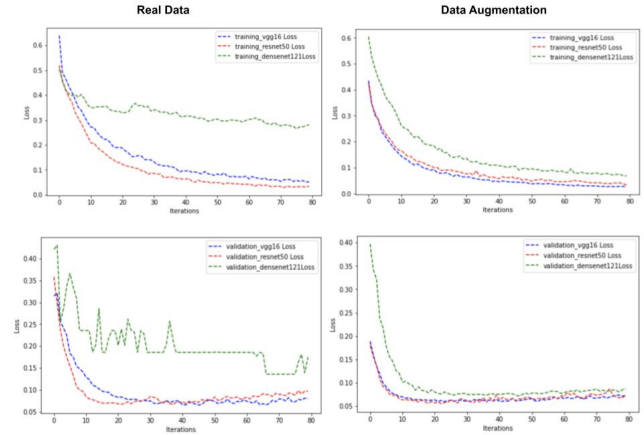 Real Data
Data Augmentation
training_vgg16 Loss
training_resnet50 Loss
training_densenet121Loss
Loss
0.6
0.5
0.4
0.3
0.2
0.1
0.0
0 10 20 30 40 50 60 70 80
Iterations
training_vgg16 Loss
training_resnet50 Loss
training_densenet121Loss
Loss
0.6
0.5
0.4
0.3
0.2
0.1
0.0
0 10 20 30 40 50 60 70 80
Iterations
validation_vgg16 Loss
validation_resnet50 Loss
validation_densenet121Loss
Loss
0.40
0.35
0.30
0.25
0.20
0.15
0.10
0.05
0 10 20 30 40 50 60 70 80
Iterations
validation_vgg16 Loss
validation_resnet50 Loss
validation_densenet121Loss
Loss
0.40
0.35
0.30
0.25
0.20
0.15
0.10
0.05
0 10 20 30 40 50 60 70 80
Iterations